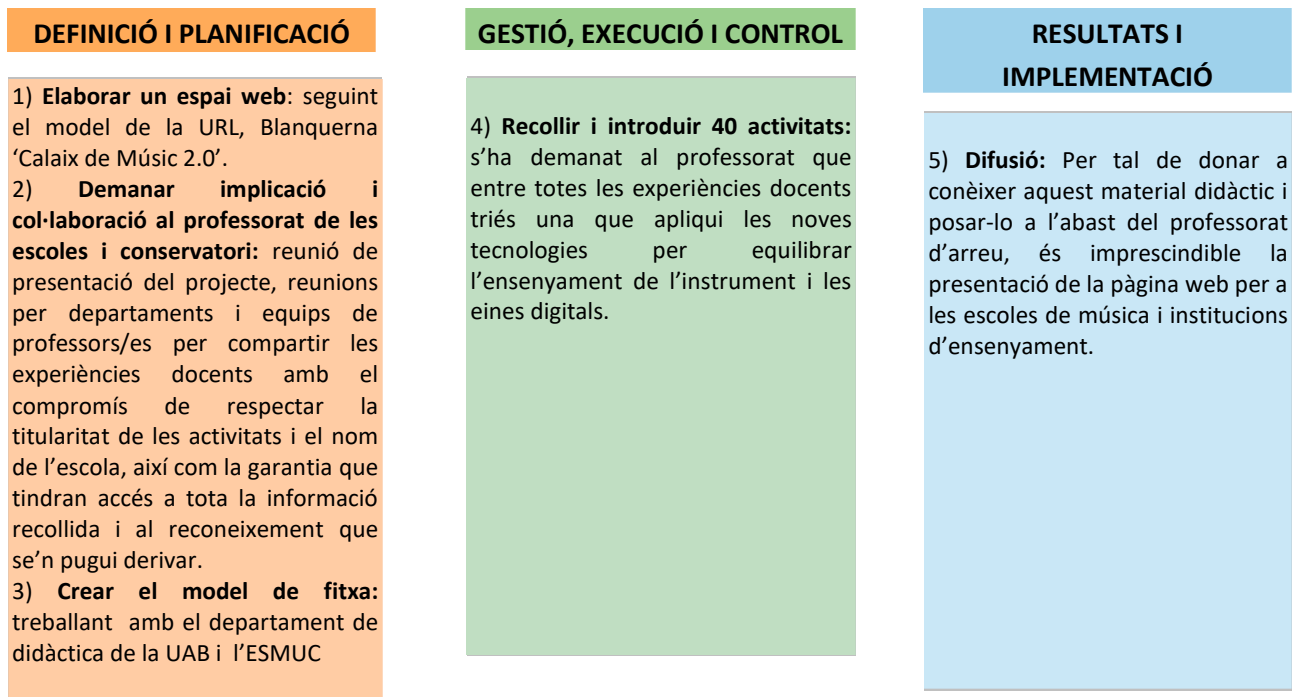 DEFINICIÓ I PLANIFICACIÓ
1) Elaborar un espai web: seguint
el model de la URL, Blanquerna
‘Calaix de Músic 2.0’.
2) Demanar implicació i
col·laboració al professorat de les
escoles i conservatori: reunió de
presentació del projecte, reunions
per departaments i equips de
professors/es per compartir les
experiències docents amb el
compromís de respectar la
titularitat de les activitats i el nom
de l’escola, així com la garantia que
tindran accés a tota la informació
recollida i al reconeixement que
se’n pugui derivar.
3) Crear el model de fitxa:
treballant amb el departament de
didàctica de la UAB i l’ESMUC
GESTIÓ, EXECUCIÓ I CONTROL
4) Recollir i introduir 40 activitats:
s’ha demanat al professorat que
entre totes les experiències docents
triés una que apliqui les noves
tecnologies per equilibrar
l’ensenyament de l’instrument i les
eines digitals.
RESULTATS I
IMPLEMENTACIÓ
5) Difusió: Per tal de donar a
conèixer aquest material didàctic i
posar-lo a l’abast del professorat
d’arreu, és imprescindible la
presentació de la pàgina web per a
les escoles de música i institucions
d’ensenyament.